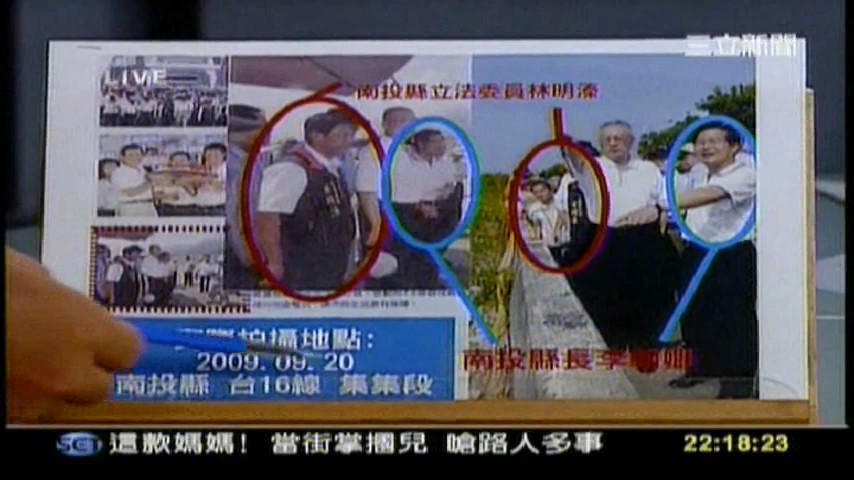 LIVE
三立新聞
南投縣立法委員林明溱
拍攝地點:
2009.09.20
南投縣 台16線 集集段
南投縣長李朝卿
SET 這款媽媽! 當街掌摑兒 嗆路人多事
22:18:23